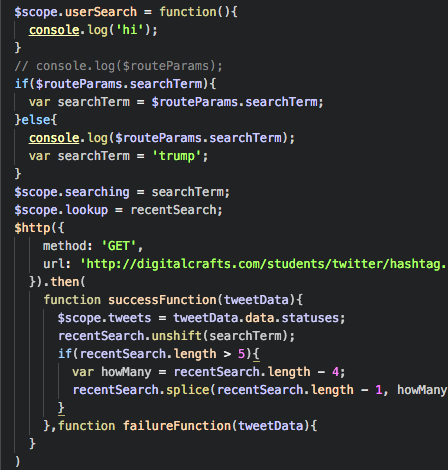 $scope.userSearch = function(){
console.log('hi');
}
// console.log($routeParams);
if($routeParams.searchTerm){
var searchTerm = $routeParams.searchTerm;
}else{
console.log($routeParams.searchTerm);
var searchTerm = 'trump';
}
$scope.searching = searchTerm;
$scope.lookup = recentSearch;
$http({
method: 'GET',
url: 'http://digitalcrafts.com/students/twitter/hashtag.
}).then(
function successFunction(tweetData){
$scope.tweets = tweetData.data.statuses;
recentSearch.unshift(searchTerm);
if(recentSearch.length > 5){
var howMany = recentSearch.length - 4;
recentSearch.splice(recentSearch.length - 1, howMany
}
},function failureFunction(tweetData){
}
)